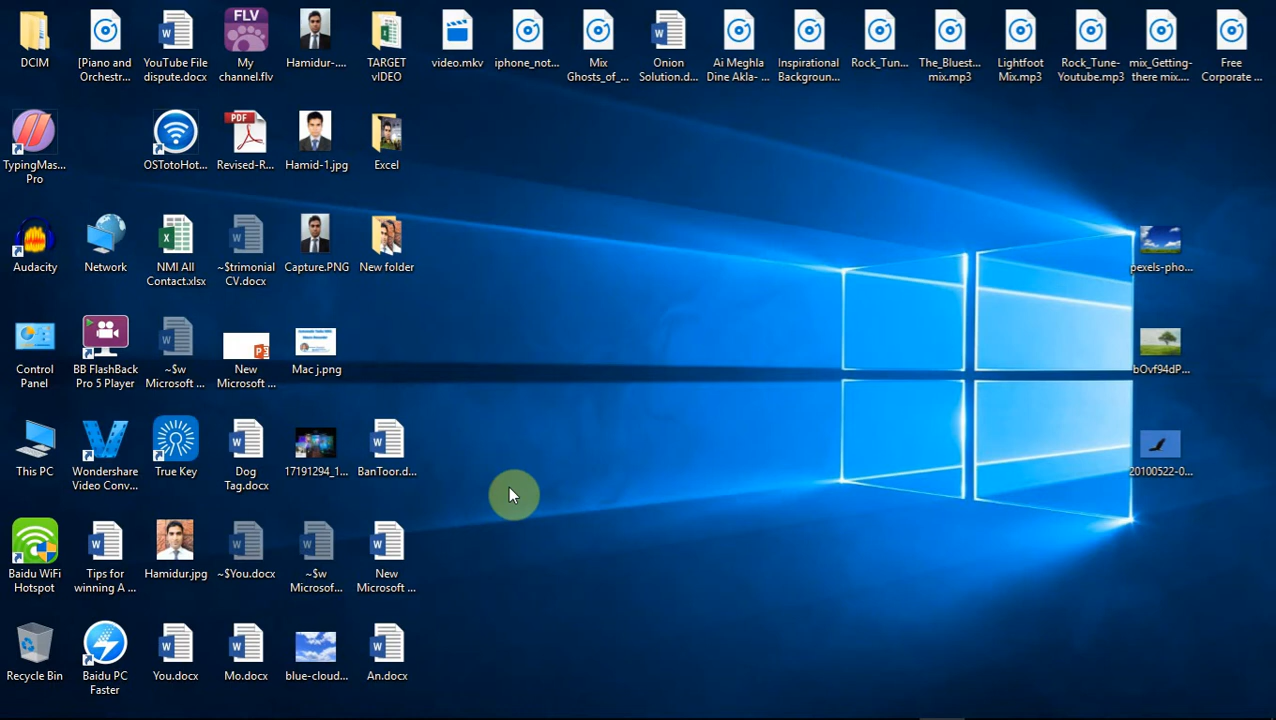 DCIM
[Piano and
Orchestr...
YouTube File
dispute.docx
FLV
My
channel.flv
Hamidur-....
TARGET
vIDEO
video.mkv
iphone_not...
Mix
Ghosts_of_...
Onion
Solution.d...
Ai Meghla
Dine Akla- ...
Inspirational
Backgroun...
Rock_Tun...
The_Bluest...
mix.mp3
Lightfoot
Mix.mp3
Rock_Tune-
Youtube.mp3
mix_Getting-
there mix....
Free
Corporate ...
TypingMas...
Pro
OSTotoHot...
PDF
Revised-R...
Hamid-1.jpg
Excel
Audacity
Network
NMI All
Contact.xlsx
~$trimonial
CV.docx
Capture.PNG
New folder
pexels-pho...
Control
Panel
BB FlashBack
Pro 5 Player
~$w
Microsoft ...
New
Microsoft ...
Mac j.png
bOvf94dP...
This PC
Wondershare
Video Conv...
True Key
Dog
Tag.docx
17191294_1...
BanToor.d...
20100522-0...
Baidu WiFi
Hotspot
Tips for
winning A ...
Hamidur.jpg
~$You.docx
~$w
Microsof...
New
Microsoft ...
Recycle Bin
Baidu PC
Faster
You.docx
Mo.docx
blue-cloud...
An.docx